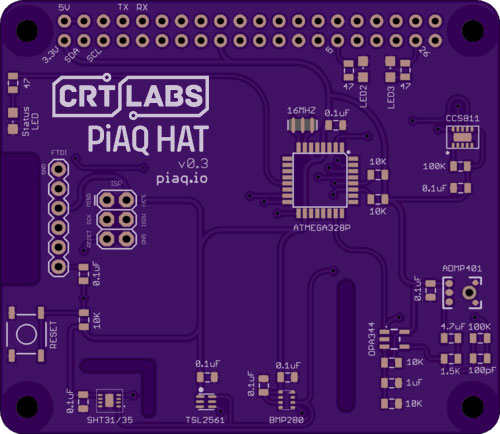 5V TX RX
3.3V SDA SCL 5 26
47
Status
LED
CRT LABS
PiAQ HAT
v0.3
piaq.io
47 LED2 LED3 47
16MHZ 0.1uF
CCS811
FTDI
GND
ISP
MISO 3.3V
SCK MOSI
RESET GND
10K
100K
0.1uF
10K
ATMEGA328P
0.1uF
ADMP401
0.1uF
RESET
10K
OPA344
4.7uF 100K
1.5K 100pF
10K
1uF
10K
0.1uF
SHT31/35
0.1uF
TSL2561
0.1uF
0.1uF
BMP280